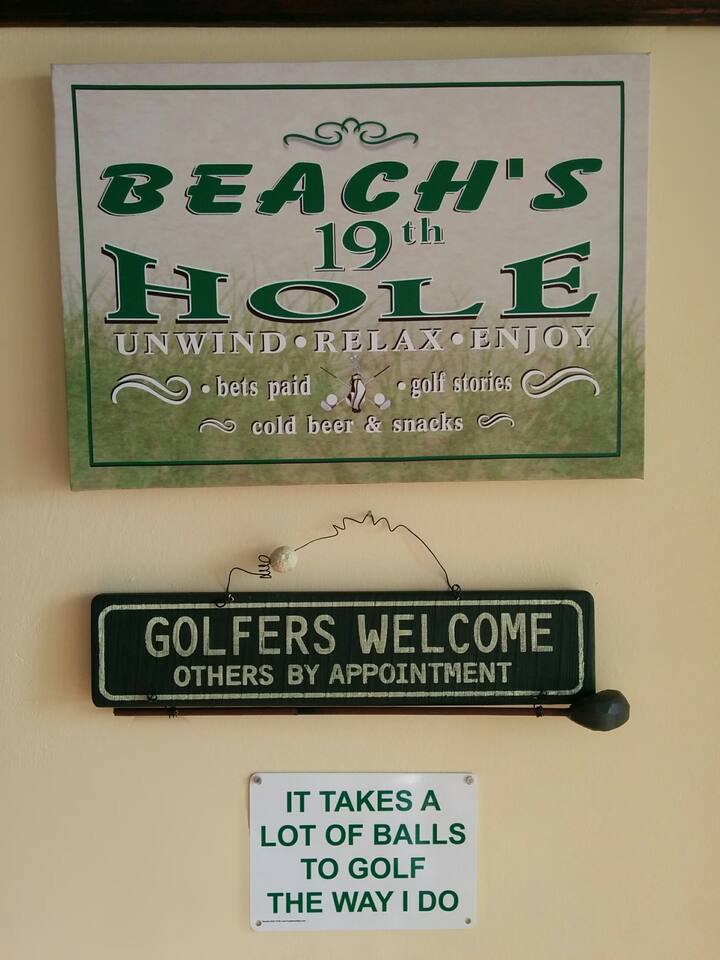 BEACH'S
19th
HOLE
UNWIND•RELAX•ENJOY
•bets paid •golf stories
cold beer & snacks
GOLFERS WELCOME
OTHERS BY APPOINTMENT
IT TAKES A
LOT OF BALLS
TO GOLF
THE WAY I DO